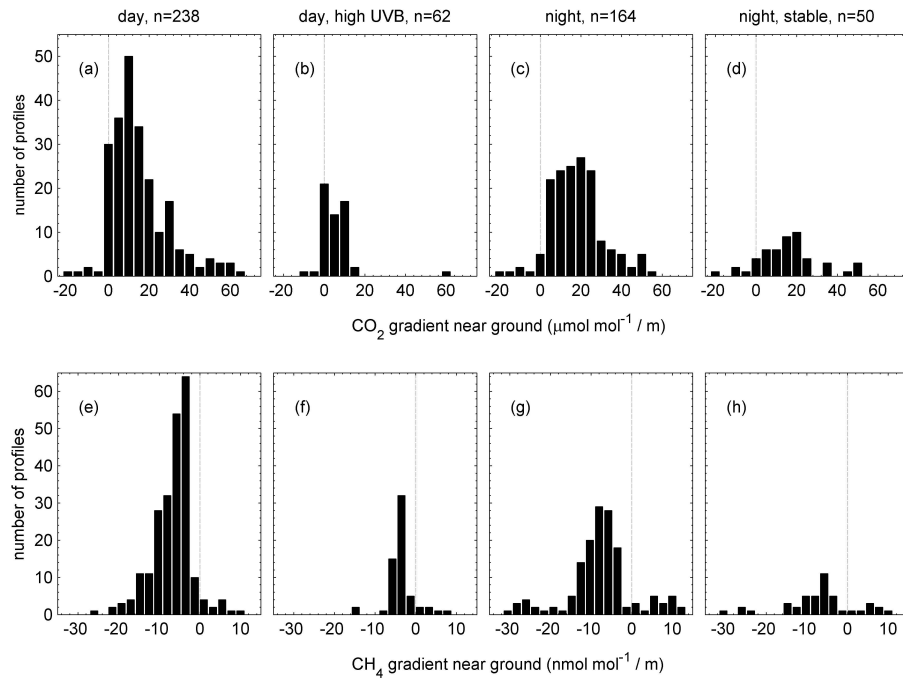 day, n=238
day, high UVB, n=62
night, n=164
night, stable, n=50
(a)
(b)
(c)
(d)
number of profiles
50
40
30
20
10
0
-20 0 20 40 60
-20 0 20 40 60
-20 0 20 40 60
-20 0 20 40 60
CO₂ gradient near ground (μmol mol⁻¹ / m)
(e)
(f)
(g)
(h)
number of profiles
60
50
40
30
20
10
0
-30 -20 -10 0 10
-30 -20 -10 0 10
-30 -20 -10 0 10
-30 -20 -10 0 10
CH₄ gradient near ground (nmol mol⁻¹ / m)